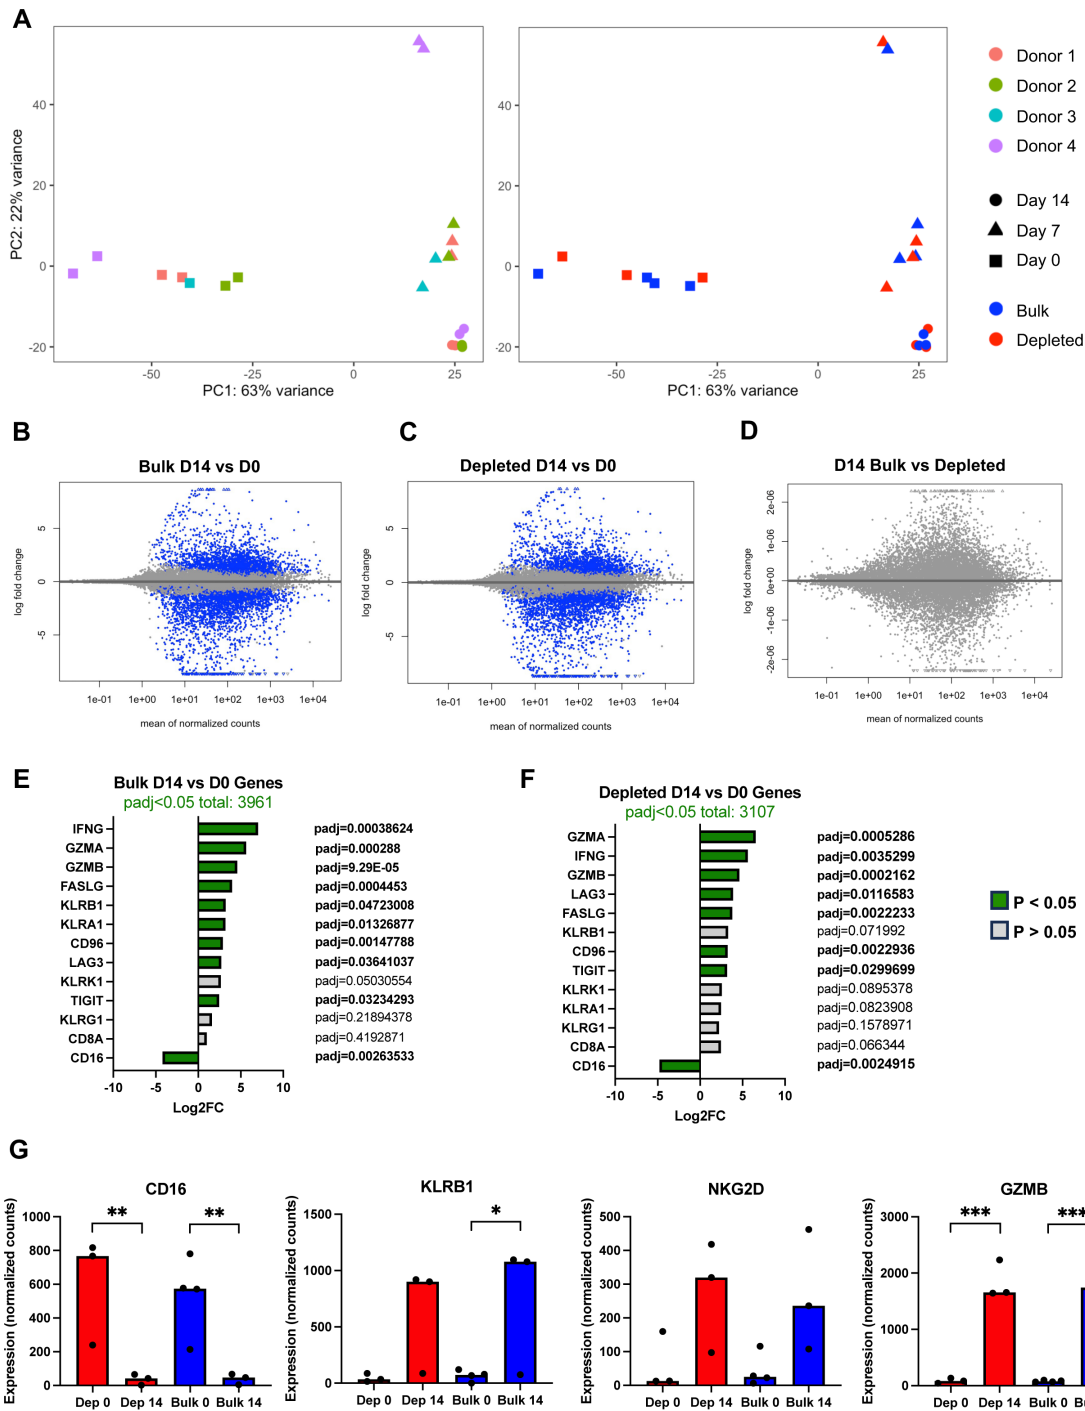 A
Donor 1
Donor 2
Donor 3
Donor 4
Day 14
Day 7
Day 0
Bulk
Depleted
PC2: 22% variance
40
20
0
-20
-50
-25
0
25
PC1: 63% variance
40
20
0
-20
-50
-25
0
25
PC1: 63% variance
B
Bulk D14 vs D0
log fold change
5
0
-5
1e-01 1e+00 1e+01 1e+02 1e+03 1e+04
mean of normalized counts
C
Depleted D14 vs D0
log fold change
5
0
-5
1e-01 1e+00 1e+01 1e+02 1e+03 1e+04
mean of normalized counts
D
D14 Bulk vs Depleted
log fold change
2e-06
1e-06
0e+00
-1e-06
-2e-06
1e-01 1e+00 1e+01 1e+02 1e+03 1e+04
mean of normalized counts
E
Bulk D14 vs D0 Genes
padj<0.05 total: 3961
IFNG padj=0.00038624
GZMA padj=0.000288
GZMB padj=9.29E-05
FASLG padj=0.0004453
KLRB1 padj=0.04723008
KLRA1 padj=0.01326877
CD96 padj=0.00147788
LAG3 padj=0.03641037
KLRK1 padj=0.05030554
TIGIT padj=0.03234293
KLRG1 padj=0.21894378
CD8A padj=0.4192871
CD16 padj=0.00263533
-10 -5 0 5 10
Log2FC
F
Depleted D14 vs D0 Genes
padj<0.05 total: 3107
GZMA padj=0.0005286
IFNG padj=0.0035299
GZMB padj=0.0002162
LAG3 padj=0.0116583
FASLG padj=0.0022233
KLRB1 padj=0.071992
CD96 padj=0.0022936
TIGIT padj=0.0299699
KLRK1 padj=0.0895378
KLRA1 padj=0.0823908
KLRG1 padj=0.1578971
CD8A padj=0.066344
CD16 padj=0.0024915
-10 -5 0 5 10
Log2FC
P < 0.05
P > 0.05
G
CD16
Expression (normalized counts)
1000
800
600
400
200
0
** **
Dep 0 Dep 14 Bulk 0 Bulk 14
KLRB1
Expression (normalized counts)
1500
1000
500
0
*
Dep 0 Dep 14 Bulk 0 Bulk 14
NKG2D
Expression (normalized counts)
500
400
300
200
100
0
Dep 0 Dep 14 Bulk 0 Bulk 14
GZMB
Expression (normalized counts)
3000
2000
1000
0
*** ***
Dep 0 Dep 14 Bulk 0